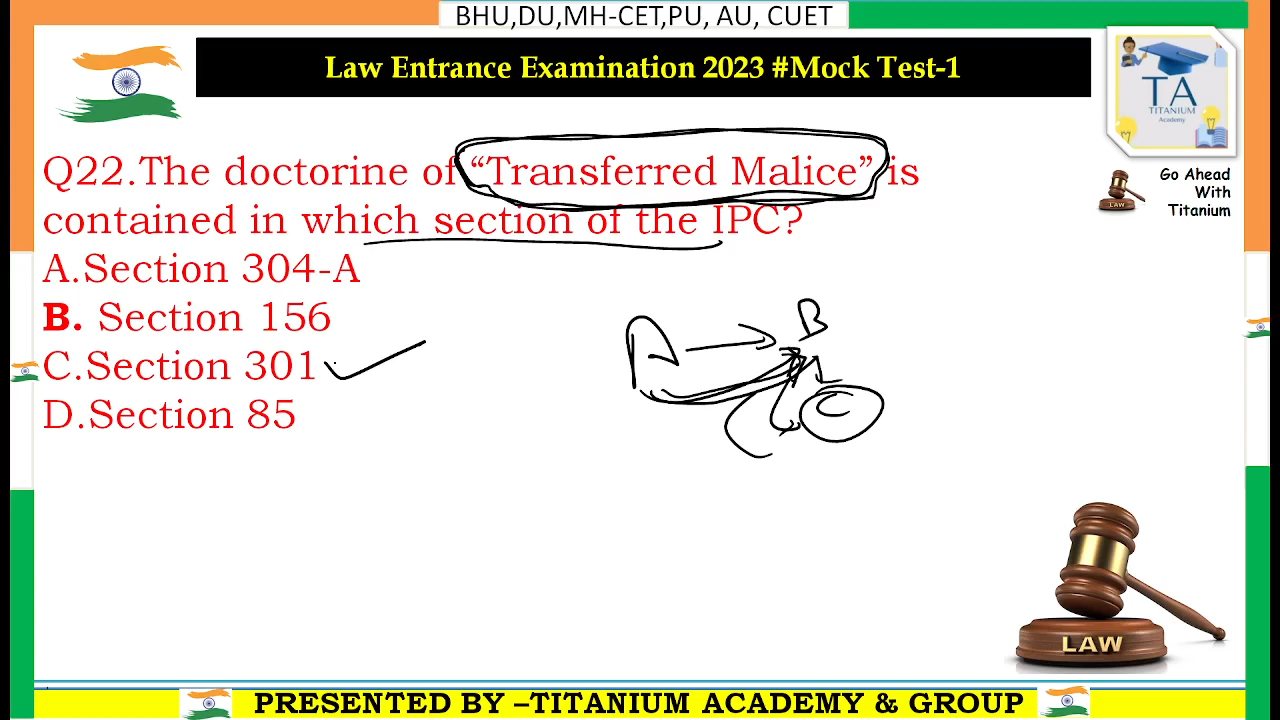 BHU,DU,MH-CET,PU, AU, CUET
Law Entrance Examination 2023 #Mock Test-1
TA
TITANIUM
Academy
Q22.The doctorine of “Transferred Malice” is
contained in which section of the IPC?
Go Ahead
With
Titanium
LAW
A.Section 304-A
B. Section 156
C.Section 301
D.Section 85
A
B
C
LAW
PRESENTED BY –TITANIUM ACADEMY & GROUP